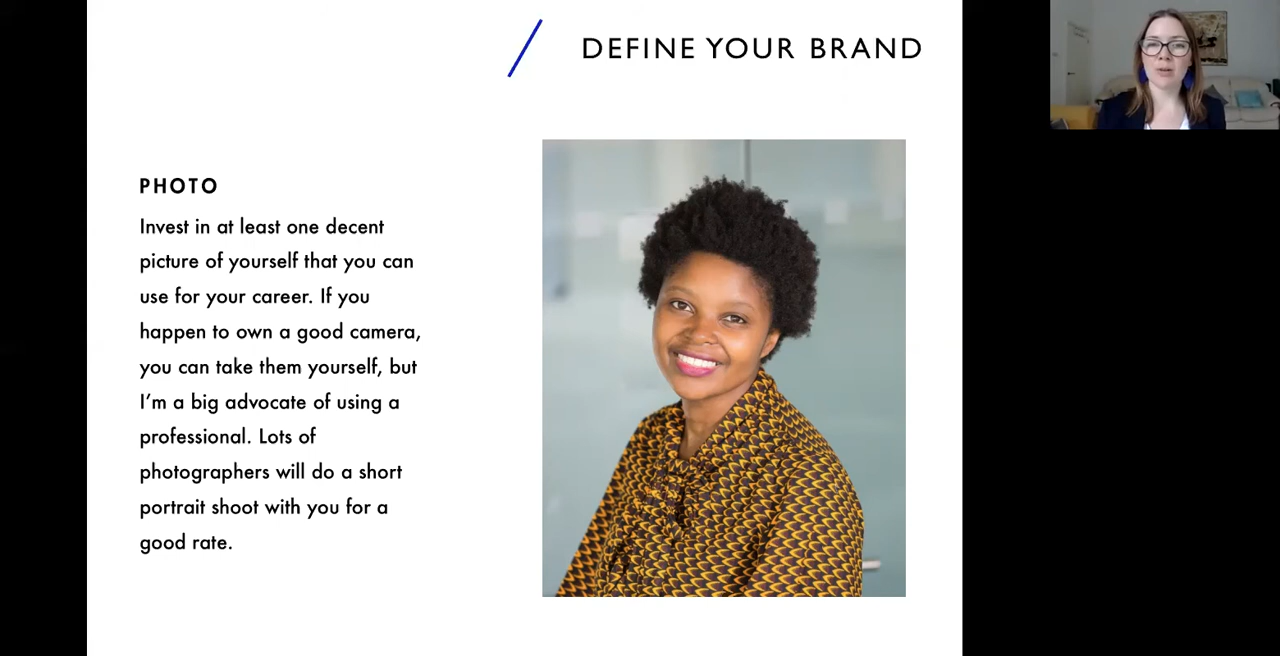 DEFINE YOUR BRAND
PHOTO
Invest in at least one decent
picture of yourself that you can
use for your career. If you
happen to own a good camera,
you can take them yourself, but
I’m a big advocate of using a
professional. Lots of
photographers will do a short
portrait shoot with you for a
good rate.